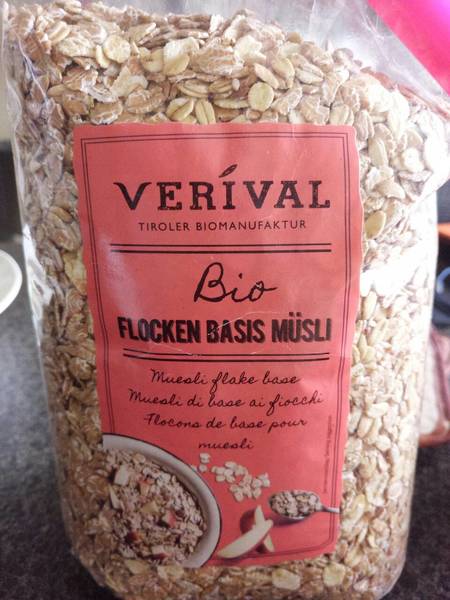 VERÍVAL
TIROLER BIOMANUFAKTUR
Bio
FLOCKEN BASIS MÜSLI
Muesli flake base
Muesli di base ai fiocchi
Flocons de base pour
muesli